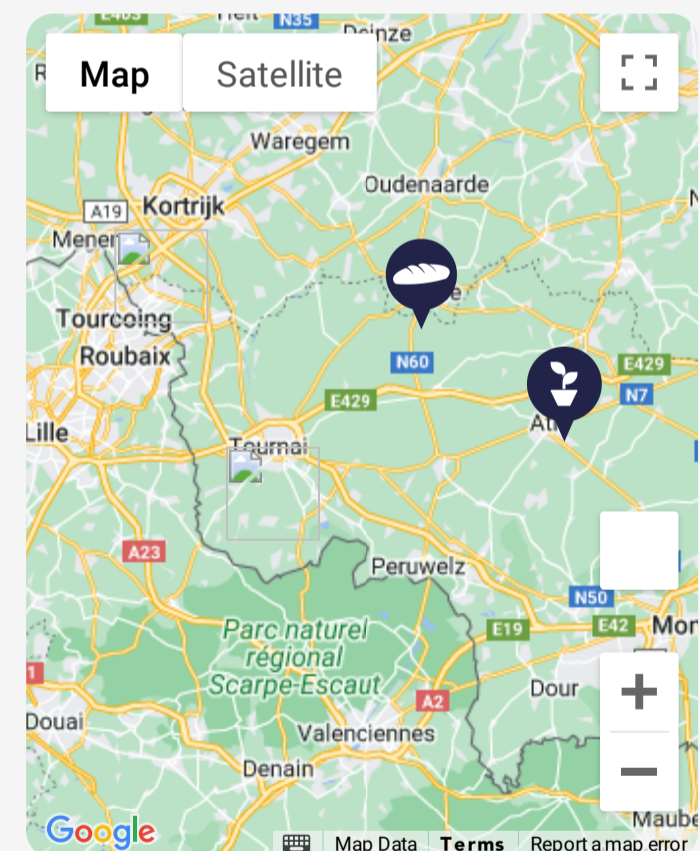 E403
N35
Deinze
Map
Satellite
Waregem
Oudenaarde
A19
Kortrijk
Menen
Tourcoing
Roubaix
N60
E429
E429
N7
Lille
Tournai
A23
Peruwelz
N50
E19
E42
Mon
Parc naturel
régional
Scarpe-Escaut
A2
Dour
Douai
Valenciennes
Denain
Maube
Google
Map Data
Terms
Report a map error